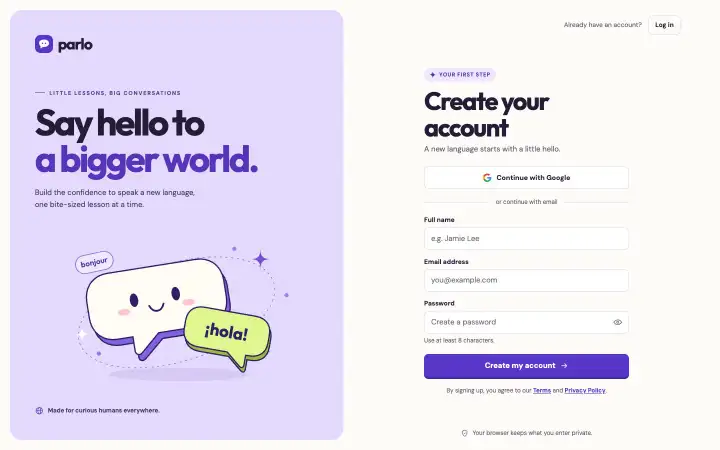 parlo
LITTLE LESSONS, BIG CONVERSATIONS
Say hello to
a bigger world.
Build the confidence to speak a new language,
one bite-sized lesson at a time.
bonjour
¡hola!
Made for curious humans everywhere.
Already have an account? Log in
YOUR FIRST STEP
Create your
account
A new language starts with a little hello.
Continue with Google
or continue with email
Full name
e.g. Jamie Lee
Email address
you@example.com
Password
Create a password
Use at least 8 characters.
Create my account →
By signing up, you agree to our Terms and Privacy Policy.
Your browser keeps what you enter private.